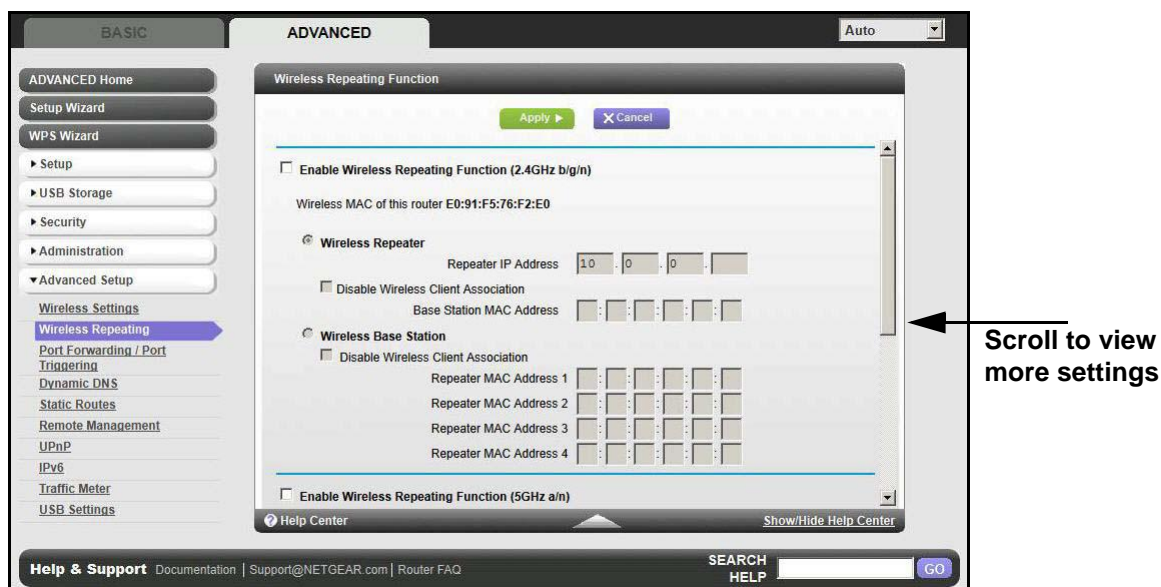 BASIC
ADVANCED
Auto
ADVANCED Home
Setup Wizard
WPS Wizard
Setup
USB Storage
Security
Administration
Advanced Setup
Wireless Settings
Wireless Repeating
Port Forwarding / Port
Triggering
Dynamic DNS
Static Routes
Remote Management
UPnP
IPv6
Traffic Meter
USB Settings
Wireless Repeating Function
Apply
X Cancel
Enable Wireless Repeating Function (2.4GHz b/g/n)
Wireless MAC of this router E0:91:F5:76:F2:E0
Wireless Repeater
Repeater IP Address 10 . 0 . 0 .
Disable Wireless Client Association
Base Station MAC Address : : : : :
Wireless Base Station
Disable Wireless Client Association
Repeater MAC Address 1 : : : : :
Repeater MAC Address 2 : : : : :
Repeater MAC Address 3 : : : : :
Repeater MAC Address 4 : : : : :
Enable Wireless Repeating Function (5GHz a/n)
? Help Center
Show/Hide Help Center
Scroll to view
more settings
Help & Support Documentation | Support@NETGEAR.com | Router FAQ
SEARCH
HELP
GO